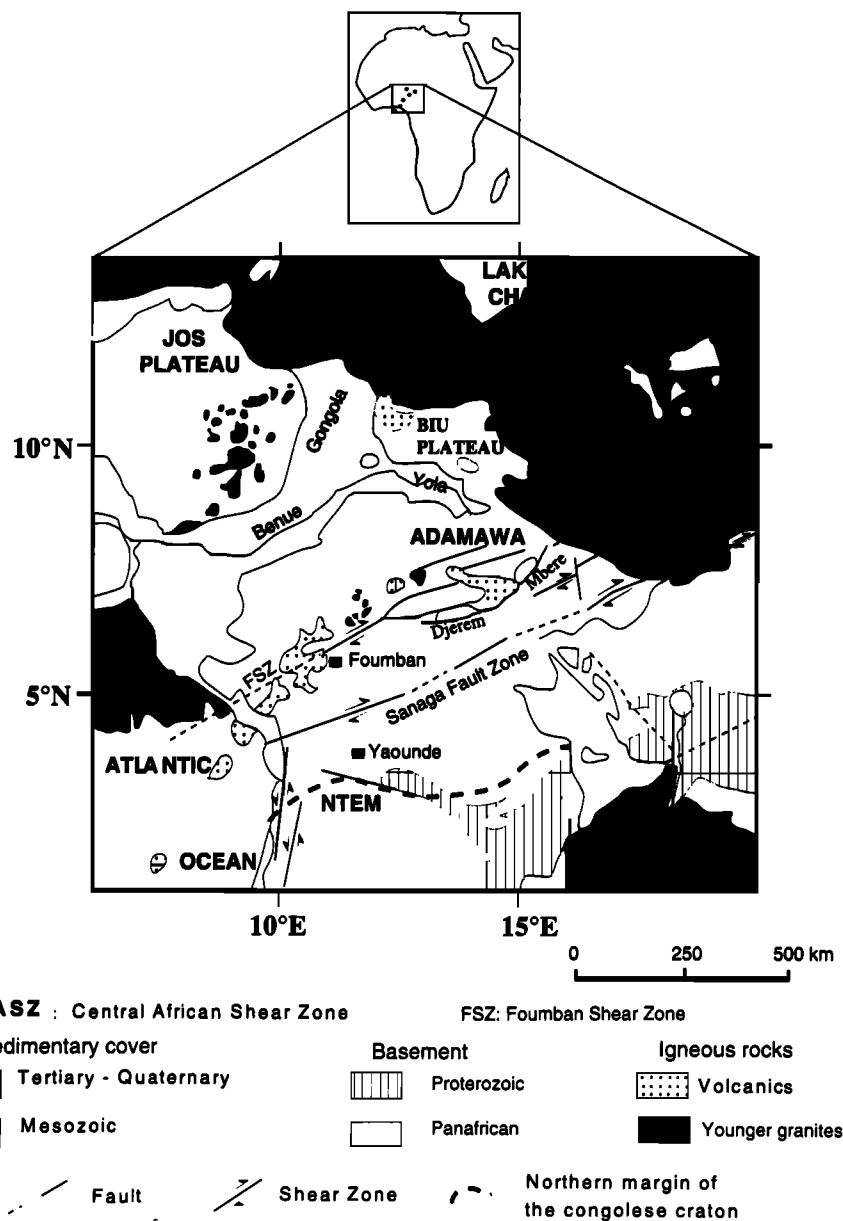 LAK
CHA
JOS
PLATEAU
Gongola
BIU
PLATEAU
10°N
Yola
Benue
ADAMAWA
Mbere
Djerem
FSZ
Foumban
Sanaga Fault Zone
5°N
Yaounde
ATLANTIC
NTEM
OCEAN
10°E
15°E
0 250 500 km
ASZ : Central African Shear Zone FSZ: Foumban Shear Zone
edimentary cover Basement Igneous rocks
Tertiary - Quaternary Proterozoic Volcanics
Mesozoic Panafrican Younger granites
Fault Shear Zone Northern margin of
the congolese craton